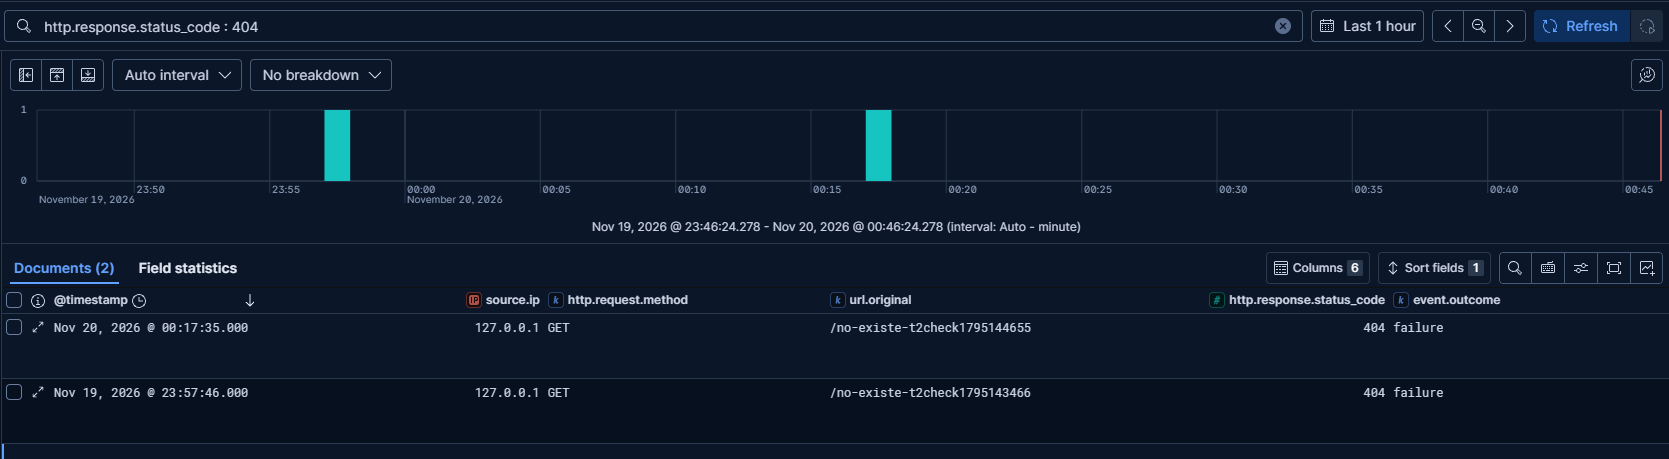 http.response.status_code : 404 Last 1 hour Refresh
Auto interval No breakdown
1
0
23:50 23:55 00:00 00:05 00:10 00:15 00:20 00:25 00:30 00:35 00:40 00:45
November 19, 2026 November 20, 2026
Nov 19, 2026 @ 23:46:24.278 - Nov 20, 2026 @ 00:46:24.278 (interval: Auto - minute)
Documents (2) Field statistics Columns 6 Sort fields 1
@timestamp source.ip k http.request.method k url.original # http.response.status_code k event.outcome
Nov 20, 2026 @ 00:17:35.000 127.0.0.1 GET /no-existe-t2check1795144655 404 failure
Nov 19, 2026 @ 23:57:46.000 127.0.0.1 GET /no-existe-t2check1795143466 404 failure